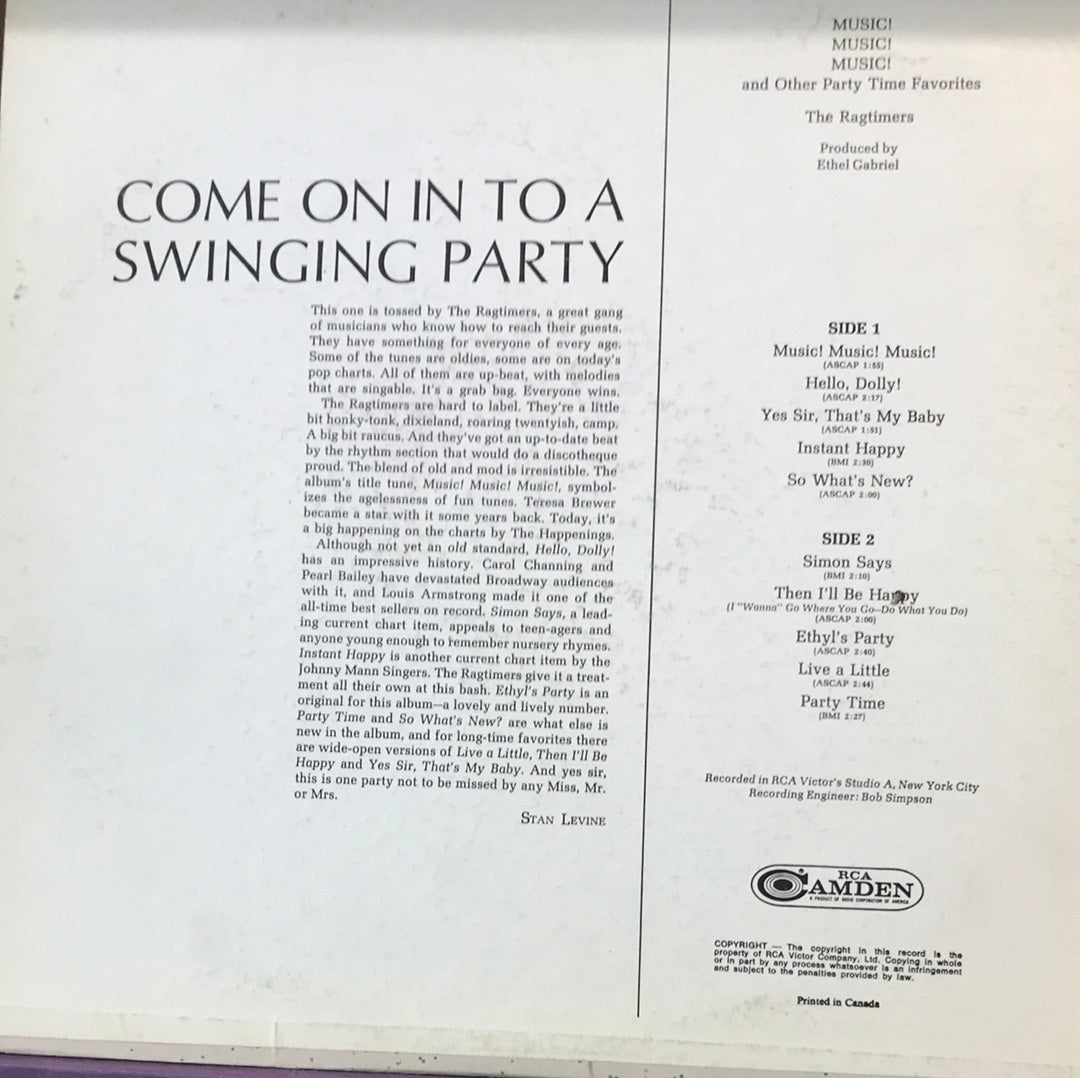 COME ON IN TO A
SWINGING PARTY
This one is tossed by The Ragtimers, a great gang
of musicians who know how to reach their guests.
They have something for everyone of every age.
Some of the tunes are oldies, some are on today's
pop charts. All of them are up-beat, with melodies
that are singable. It's a grab bag. Everyone wins.
The Ragtimers are hard to label. They're a little
bit honky-tonk, dixieland, roaring twentyish, camp.
A big bit raucus. And they've got an up-to-date beat
by the rhythm section that would do a discotheque
proud. The blend of old and mod is irresistible. The
album's title tune, Music! Music! Music!, symbol-
izes the agelessness of fun tunes. Teresa Brewer
became a star with it some years back. Today, it's
a big happening on the charts by The Happenings.
Although not yet an old standard, Hello, Dolly!
has an impressive history. Carol Channing and
Pearl Bailey have devastated Broadway audiences
with it, and Louis Armstrong made it one of the
all-time best sellers on record. Simon Says, a lead-
ing current chart item, appeals to teen-agers and
anyone young enough to remember nursery rhymes.
Instant Happy is another current chart item by the
Johnny Mann Singers. The Ragtimers give it a treat-
ment all their own at this bash. Ethyl's Party is an
original for this album—a lovely and lively number.
Party Time and So What's New? are what else is
new in the album, and for long-time favorites there
are wide-open versions of Live a Little, Then I'll Be
Happy and Yes Sir, That's My Baby. And yes sir,
this is one party not to be missed by any Miss, Mr.
or Mrs.
STAN LEVINE
MUSIC!
MUSIC!
MUSIC!
and Other Party Time Favorites
The Ragtimers
Produced by
Ethel Gabriel
SIDE 1
Music! Music! Music!
(ASCAP 1:55)
Hello, Dolly!
(ASCAP 2:17)
Yes Sir, That's My Baby
(ASCAP 1:51)
Instant Happy
(BMI 2:30)
So What's New?
(ASCAP 2:00)
SIDE 2
Simon Says
(BMI 2:10)
Then I'll Be Happy
(I "Wanna" Go Where You Go—Do What You Do)
(ASCAP 2:00)
Ethyl's Party
(ASCAP 2:40)
Live a Little
(ASCAP 2:44)
Party Time
(BMI 2:27)
Recorded in RCA Victor's Studio A, New York City
Recording Engineer: Bob Simpson
RCA
CAMDEN
A PRODUCT OF RADIO CORPORATION OF AMERICA
COPYRIGHT — The copyright in this record is the
property of RCA Victor Company, Ltd. Copying in whole
or in part by any process whatsoever is an infringement
and subject to the penalties provided by law.
Printed in Canada